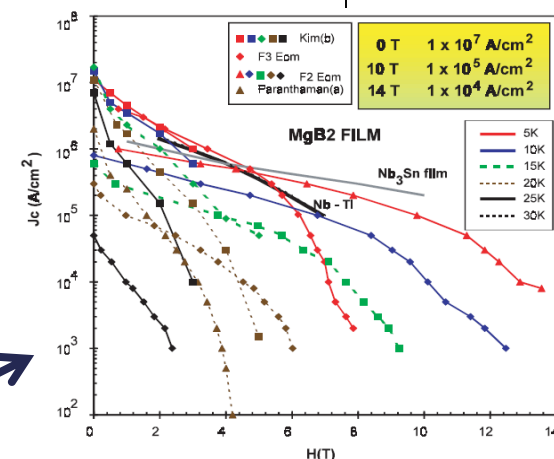 Jc (A/cm²)
10⁸
10⁷
10⁶
10⁵
10⁴
10³
10²
0
2
4
6
8
10
12
14
H(T)
Kim(b)
F3 Eom
F2 Eom
Paranthaman(a)
0 T 1 x 10⁷ A/cm²
10 T 1 x 10⁵ A/cm²
14 T 1 x 10⁴ A/cm²
MgB2 FILM
Nb₃Sn film
Nb - Ti
5K
10K
15K
20K
25K
30K